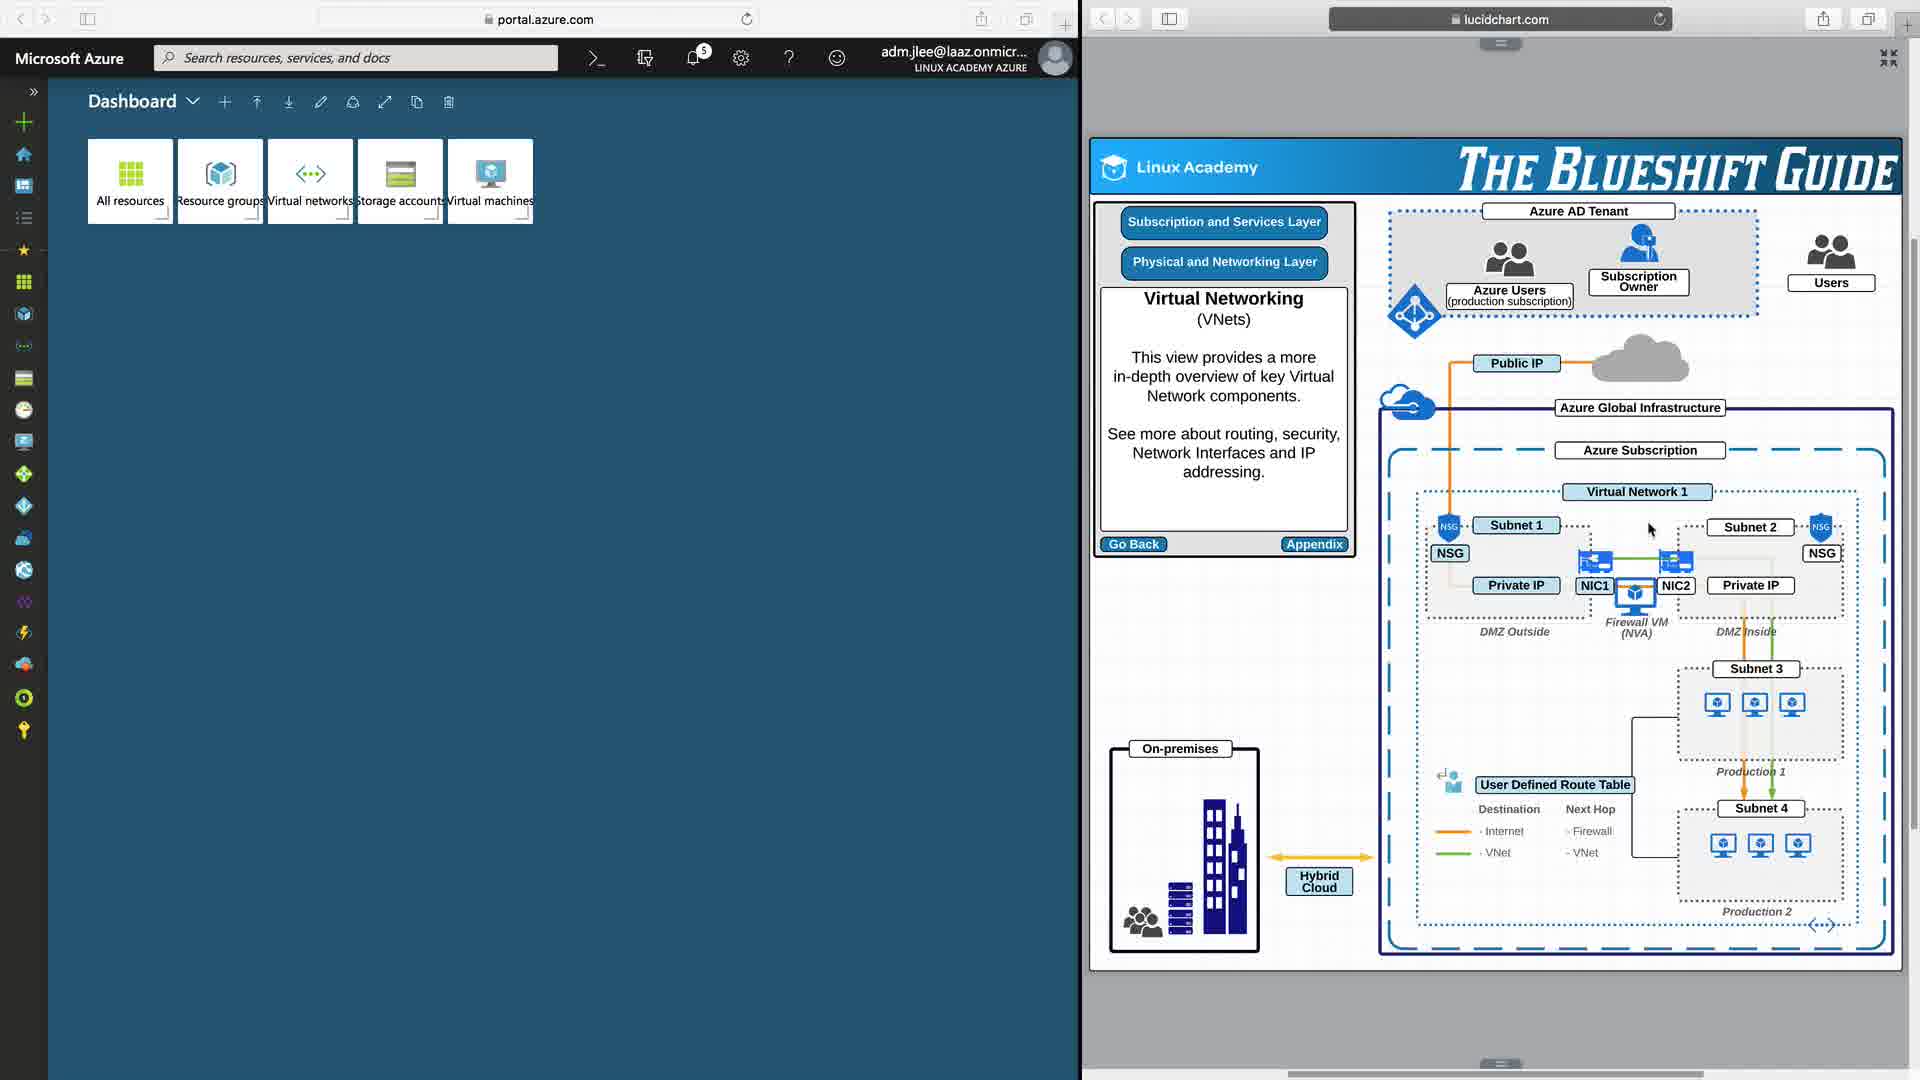 portal.azure.com
Microsoft Azure
Search resources, services, and docs
5
adm.jlee@laaz.onmicr...
LINUX ACADEMY AZURE
Dashboard
All resources
Resource groups
Virtual networks
Storage accounts
Virtual machines
lucidchart.com
Linux Academy
THE BLUESHIFT GUIDE
Subscription and Services Layer
Physical and Networking Layer
Virtual Networking
(VNets)
This view provides a more
in-depth overview of key Virtual
Network components.
See more about routing, security,
Network Interfaces and IP
addressing.
Go Back
Appendix
Azure AD Tenant
Azure Users
(production subscription)
Subscription
Owner
Users
Public IP
Azure Global Infrastructure
Azure Subscription
Virtual Network 1
NSG
Subnet 1
Subnet 2
NSG
NSG
NSG
Private IP
NIC1
NIC2
Private IP
Firewall VM
(NVA)
DMZ Outside
DMZ Inside
Subnet 3
Production 1
User Defined Route Table
Destination
Next Hop
- Internet
- Firewall
- VNet
- VNet
Subnet 4
Production 2
On-premises
Hybrid
Cloud